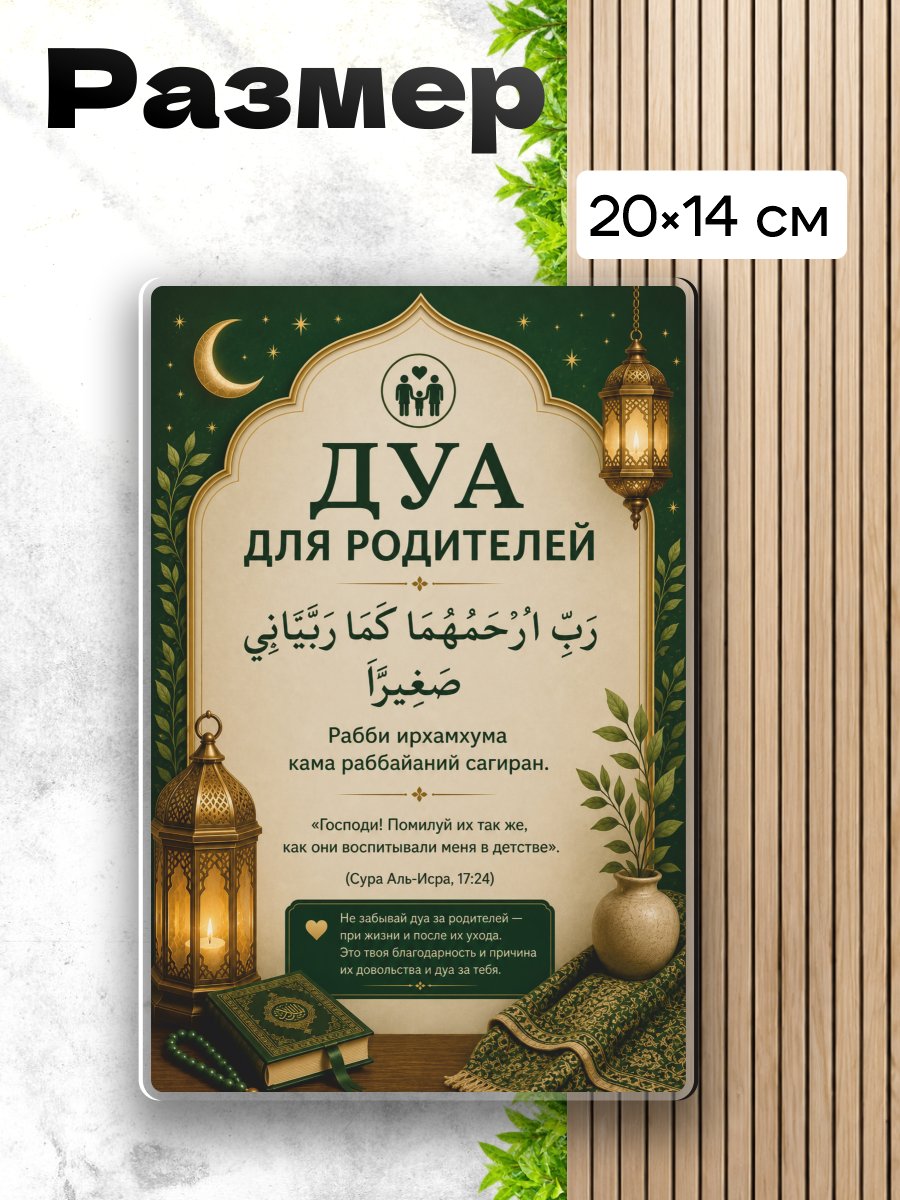 Размер
20×14 см
ДУА
ДЛЯ РОДИТЕЛЕЙ
رَبِّ ارْحَمْهُمَا كَمَا رَبَّيَانِي
صَغِيرًا
Рабби ирхамхума
кама раббайаний сагиран.
«Господи! Помилуй их так же,
как они воспитывали меня в детстве».
(Сура Аль-Исра, 17:24)
Не забывай дуа за родителей —
при жизни и после их ухода.
Это твоя благодарность и причина
их довольства и дуа за тебя.